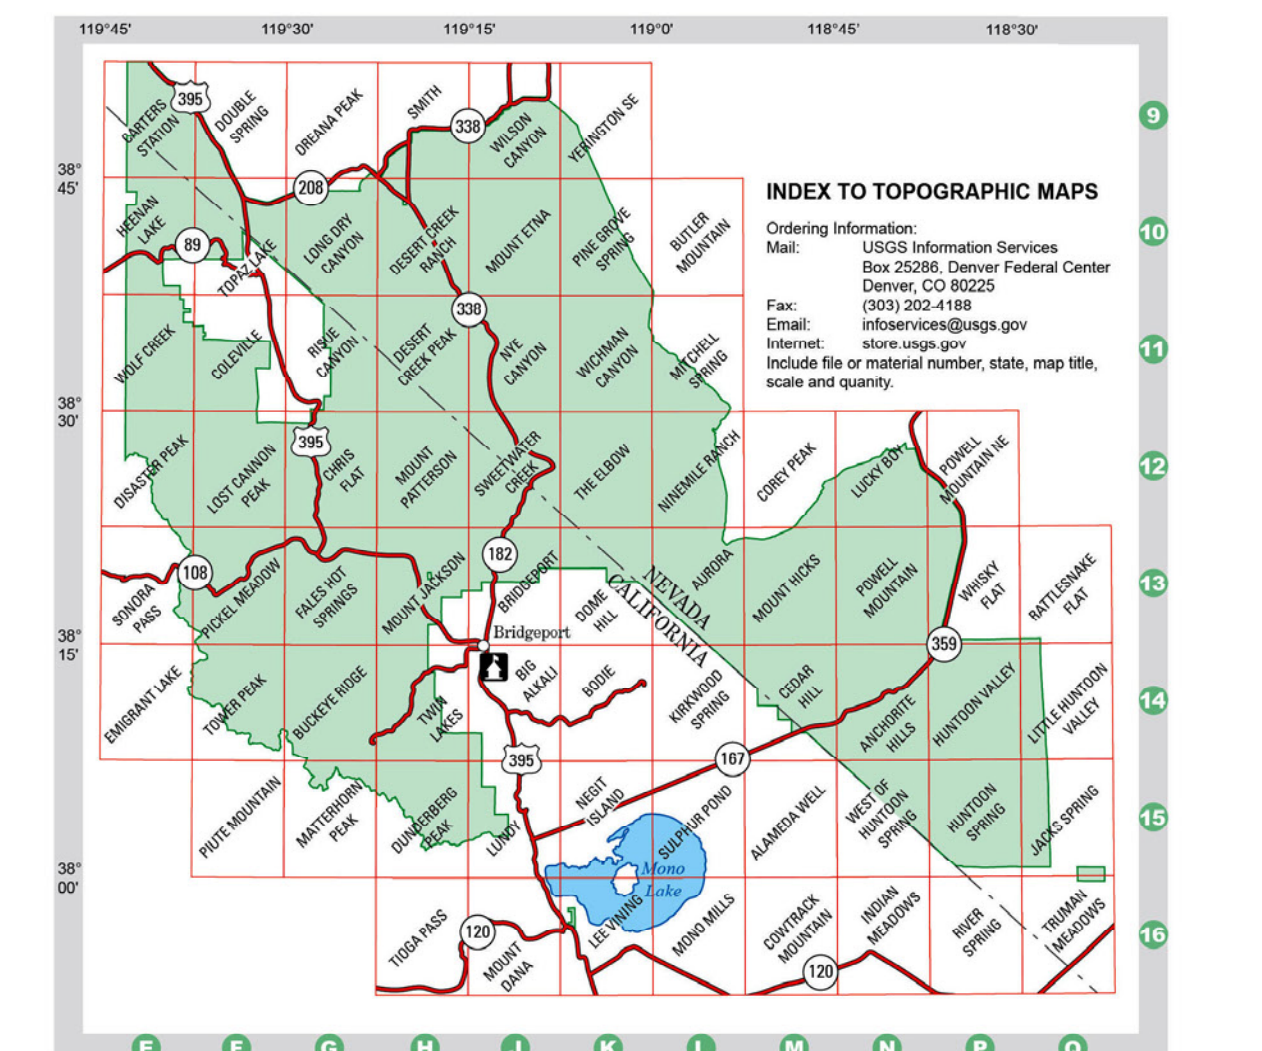 119°45' 119°30' 119°15' 119°0' 118°45' 118°30'
395
CARTERS
STATION
DOUBLE
SPRING
OREANA PEAK
SMITH
338
WILSON
CANYON
YERINGTON SE
9
38°
45'
208
INDEX TO TOPOGRAPHIC MAPS
Ordering Information:
Mail: USGS Information Services
Box 25286, Denver Federal Center
Denver, CO 80225
Fax: (303) 202-4188
Email: infoservices@usgs.gov
Internet: store.usgs.gov
Include file or material number, state, map title,
scale and quanity.
HEENAN
LAKE
89
TOPAZ LAKE
LONG DRY
CANYON
DESERT CREEK
RANCH
MOUNT ETNA
PINE GROVE
SPRING
BUTLER
MOUNTAIN
10
338
WOLF CREEK
COLEVILLE
RISUE
CANYON
DESERT
CREEK PEAK
NYE
CANYON
WICHMAN
CANYON
MITCHELL
SPRING
11
38°
30'
395
DISASTER PEAK
LOST CANNON
PEAK
CHRIS
FLAT
MOUNT
PATTERSON
SWEETWATER
CREEK
THE ELBOW
NINEMILE RANCH
COREY PEAK
LUCKY BOY
POWELL
MOUNTAIN NE
12
108
182
SONORA
PASS
PICKEL MEADOW
FALES HOT
SPRINGS
MOUNT JACKSON
BRIDGEPORT
DOME
HILL
NEVADA
CALIFORNIA
AURORA
MOUNT HICKS
POWELL
MOUNTAIN
WHISKY
FLAT
RATTLESNAKE
FLAT
13
38°
15'
Bridgeport
359
EMIGRANT LAKE
TOWER PEAK
BUCKEYE RIDGE
TWIN
LAKES
BIG
ALKALI
BODIE
KIRKWOOD
SPRING
CEDAR
HILL
ANCHORITE
HILLS
HUNTOON VALLEY
LITTLE HUNTOON
VALLEY
14
395
167
PIUTE MOUNTAIN
MATTERHORN
PEAK
DUNDERBERG
PEAK
LUNDY
NEGIT
ISLAND
SULPHUR POND
ALAMEDA WELL
WEST OF
HUNTOON
SPRING
HUNTOON
SPRING
JACKS SPRING
15
38°
00'
Mono
Lake
120
TIOGA PASS
MOUNT
DANA
LEE VINING
MONO MILLS
COWTRACK
MOUNTAIN
120
INDIAN
MEADOWS
RIVER
SPRING
TRUMAN
MEADOWS
16